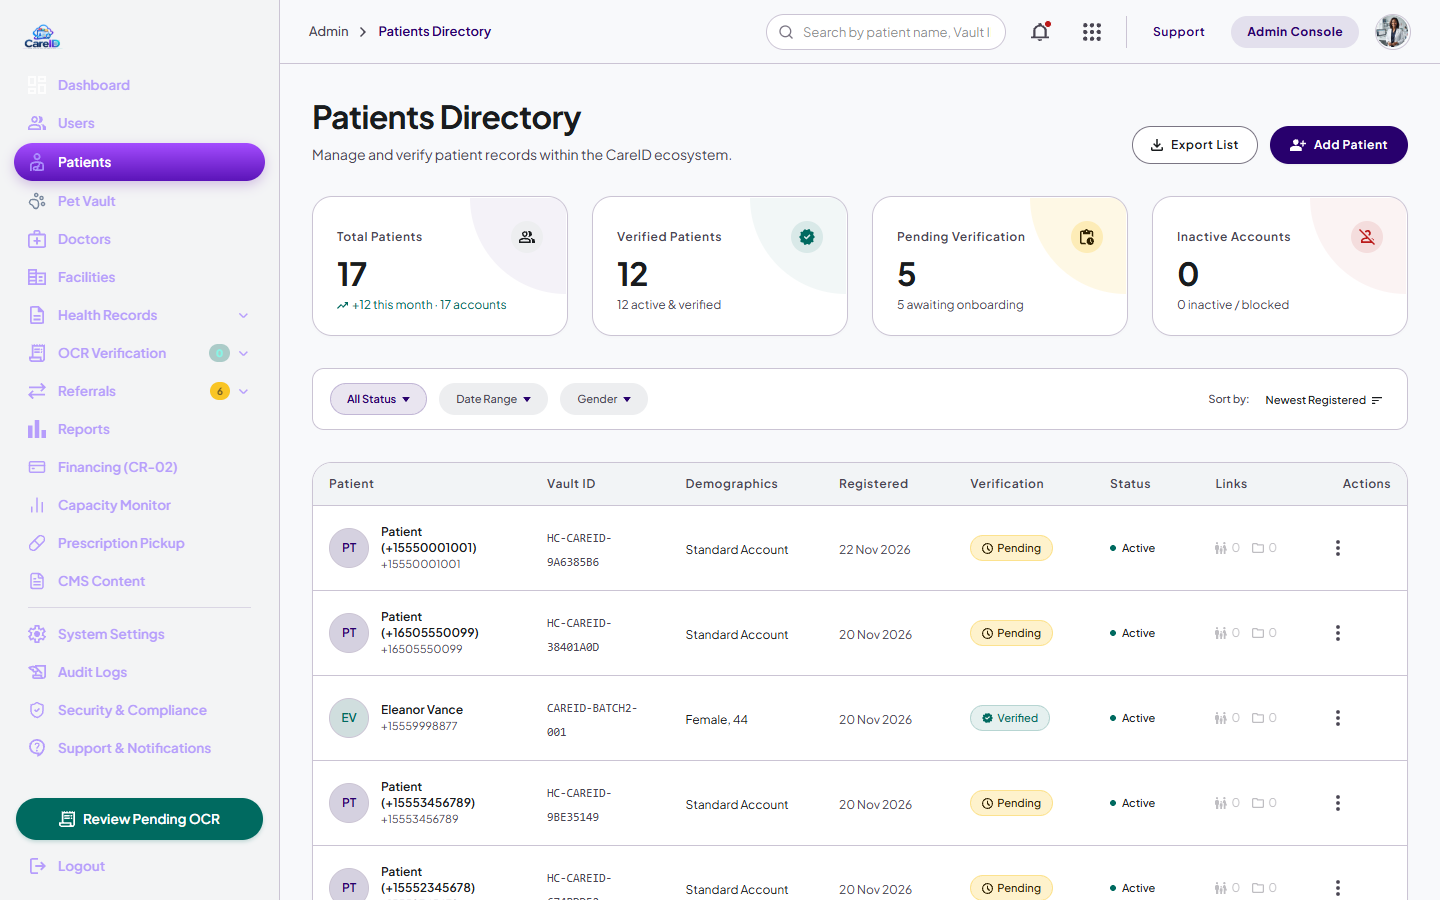 CareID
Dashboard
Users
Patients
Pet Vault
Doctors
Facilities
Health Records
OCR Verification 0
Referrals 6
Reports
Financing (CR-02)
Capacity Monitor
Prescription Pickup
CMS Content
System Settings
Audit Logs
Security & Compliance
Support & Notifications
Review Pending OCR
Logout
Admin > Patients Directory
Search by patient name, Vault I
Support
Admin Console
Patients Directory
Manage and verify patient records within the CareID ecosystem.
Export List
Add Patient
Total Patients
17
+12 this month · 17 accounts
Verified Patients
12
12 active & verified
Pending Verification
5
5 awaiting onboarding
Inactive Accounts
0
0 inactive / blocked
All Status
Date Range
Gender
Sort by: Newest Registered
Patient Vault ID Demographics Registered Verification Status Links Actions
PT
Patient
(+15550001001)
+15550001001
HC-CAREID-
9A6385B6
Standard Account
22 Nov 2026
Pending
Active
0 0
PT
Patient
(+16505550099)
+16505550099
HC-CAREID-
38401A0D
Standard Account
20 Nov 2026
Pending
Active
0 0
EV
Eleanor Vance
+15559998877
CAREID-BATCH2-
001
Female, 44
20 Nov 2026
Verified
Active
0 0
PT
Patient
(+15553456789)
+15553456789
HC-CAREID-
9BE35149
Standard Account
20 Nov 2026
Pending
Active
0 0
PT
Patient
(+15552345678)
HC-CAREID-
Standard Account
20 Nov 2026
Pending
Active
0 0